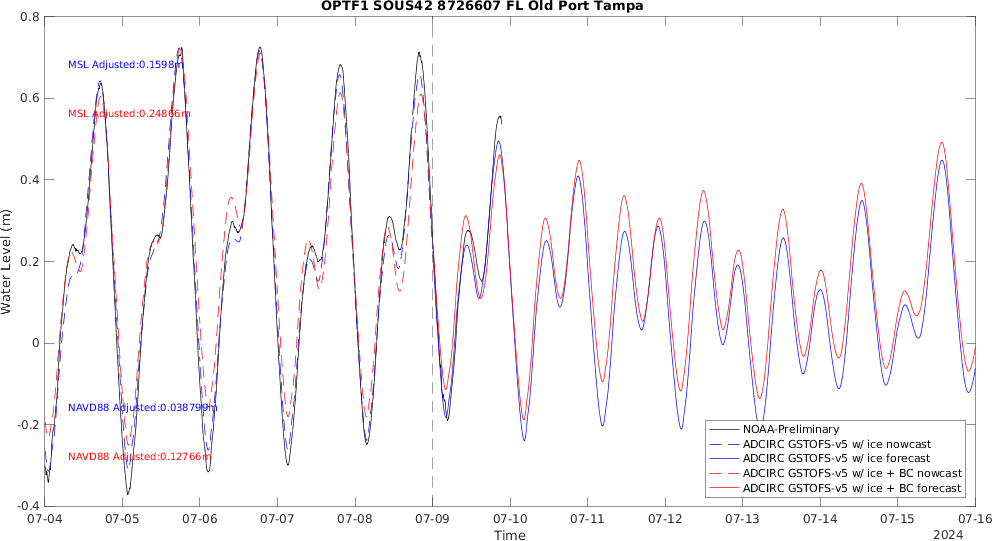 OPTF1 SOUS42 8726607 FL Old Port Tampa
0.8
0.6
0.4
0.2
0
-0.2
-0.4
Water Level (m)
MSL Adjusted:0.1598m
MSL Adjusted:0.24866m
NAVD88 Adjusted:0.038799m
NAVD88 Adjusted:0.12766m
NOAA-Preliminary
ADCIRC GSTOFS-v5 w/ ice nowcast
ADCIRC GSTOFS-v5 w/ ice forecast
ADCIRC GSTOFS-v5 w/ ice + BC nowcast
ADCIRC GSTOFS-v5 w/ ice + BC forecast
07-04 07-05 07-06 07-07 07-08 07-09 07-10 07-11 07-12 07-13 07-14 07-15 07-16
Time
2024